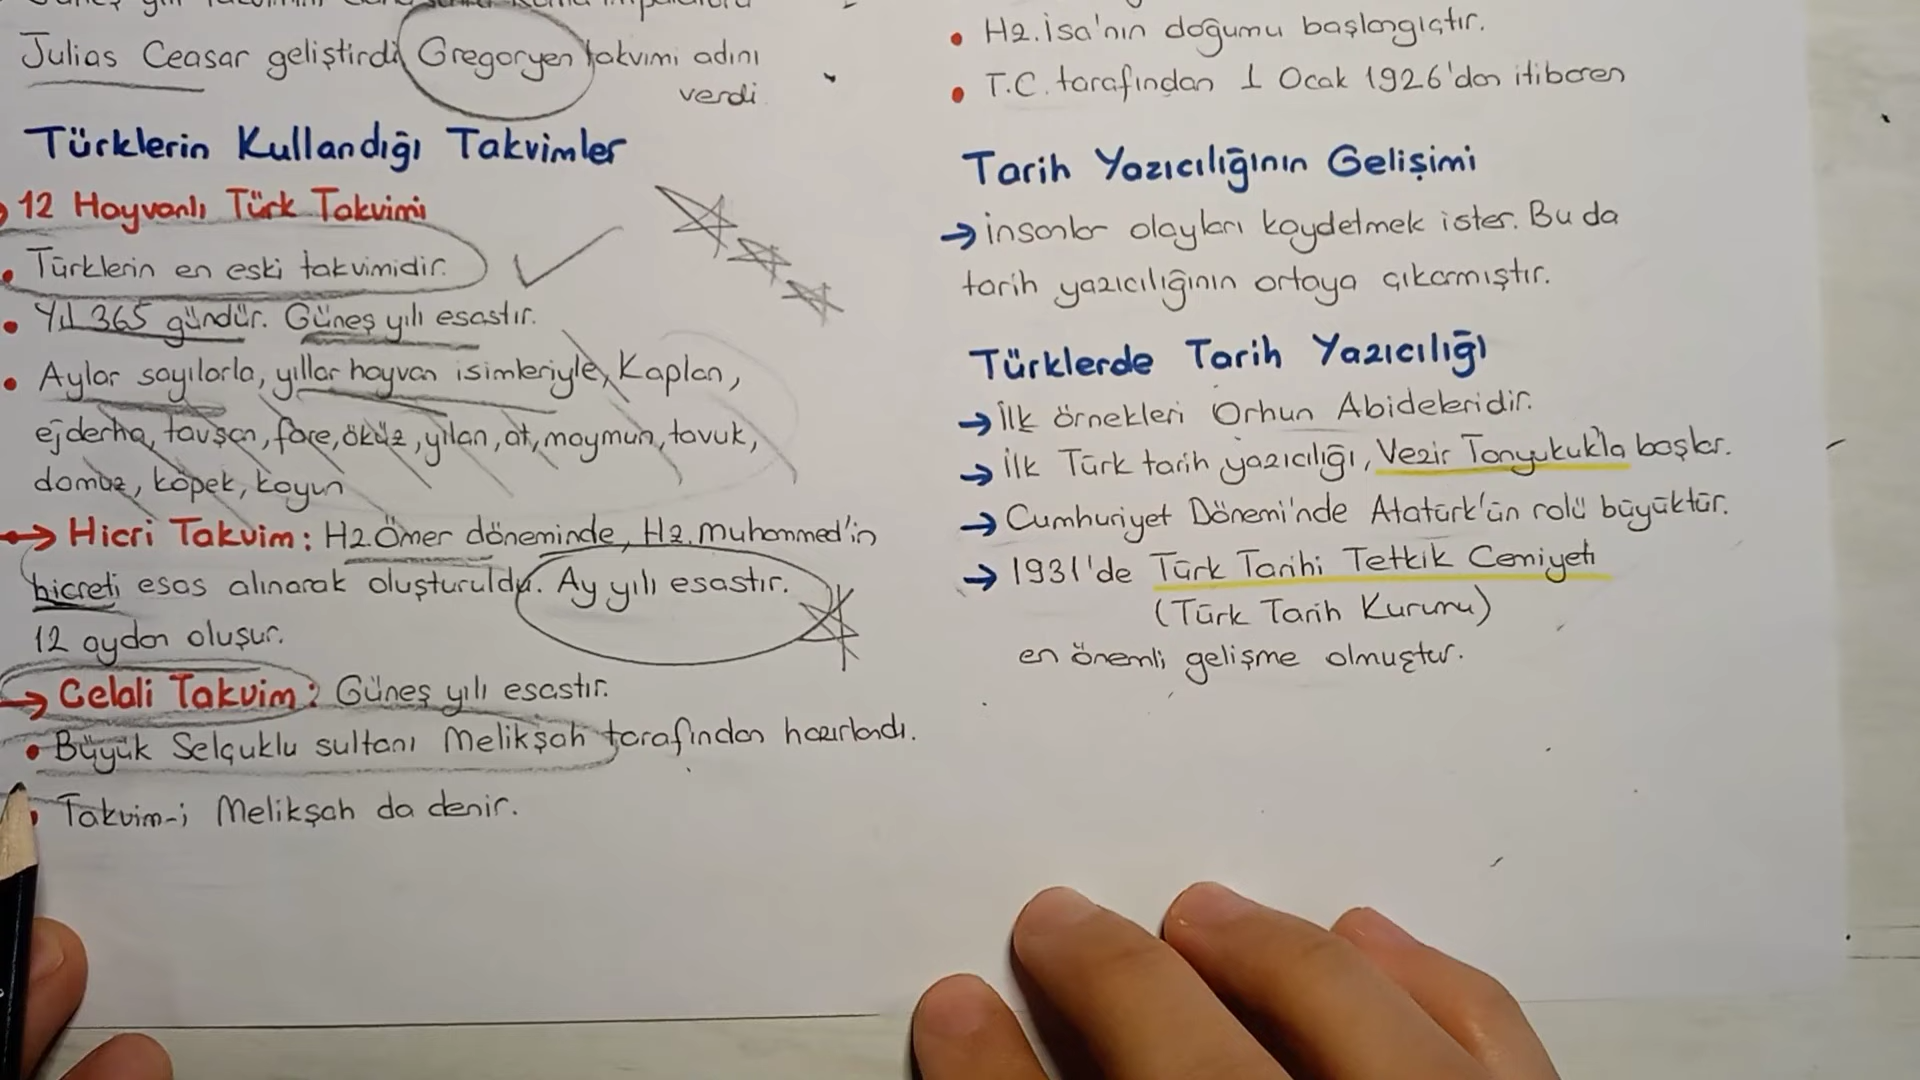 Julias Ceasar geliştirdi Gregoryen takvimi adını
verdi.
Türklerin Kullandığı Takvimler
12 Hayvanlı Türk Takvimi
• Türklerin en eski takvimidir.
• Yıl 365 gündür. Güneş yılı esastır.
• Aylar sayılarla, yıllar hayvan isimleriyle, Kaplan,
ejderha, tavşan, fare, öküz, yılan, at, maymun, tavuk,
domuz, köpek, koyun
→ Hicri Takvim: Hz. Ömer döneminde, Hz. Muhammed'in
hicreti esas alınarak oluşturuldu. Ay yılı esastır.
12 aydan oluşur.
→ Celali Takvim: Güneş yılı esastır.
• Büyük Selçuklu sultanı Melikşah tarafından hazırlandı.
• Takvim-i Melikşah da denir.
• Hz. İsa'nın doğumu başlangıçtır.
• T.C. tarafından 1 Ocak 1926'dan itibaren
Tarih Yazıcılığının Gelişimi
→ İnsanlar olayları kaydetmek ister. Bu da
tarih yazıcılığının ortaya çıkarmıştır.
Türklerde Tarih Yazıcılığı
→ İlk örnekleri Orhun Abideleridir.
→ İlk Türk tarih yazıcılığı, Vezir Tonyukuk'la başlar.
→ Cumhuriyet Dönemi'nde Atatürk'ün rolü büyüktür.
→ 1931'de Türk Tarihi Tetkik Cemiyeti
(Türk Tarih Kurumu)
en önemli gelişme olmuştur.